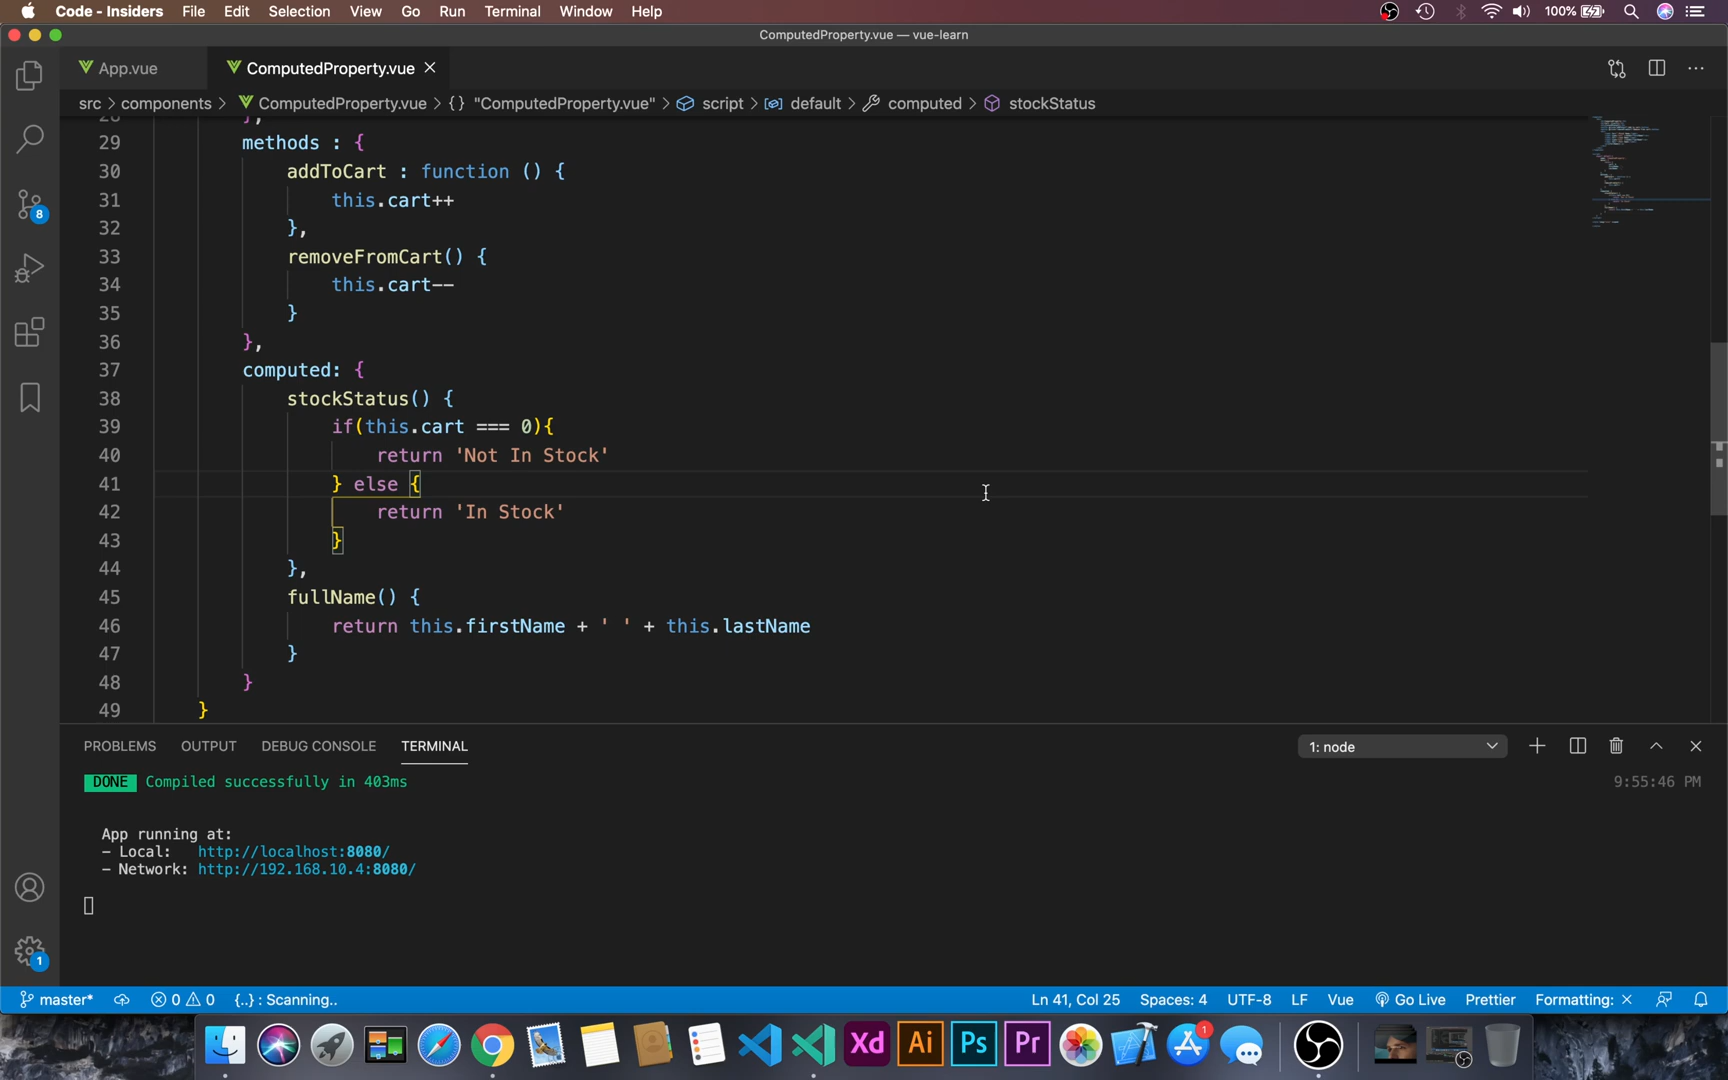 Code - Insiders File Edit Selection View Go Run Terminal Window Help 100%
ComputedProperty.vue — vue-learn
App.vue ComputedProperty.vue
src > components > ComputedProperty.vue > {} "ComputedProperty.vue" > script > default > computed > stockStatus
28 },
29 methods : {
30 addToCart : function () {
31 this.cart++
32 },
33 removeFromCart() {
34 this.cart--
35 }
36 },
37 computed: {
38 stockStatus() {
39 if(this.cart === 0){
40 return 'Not In Stock'
41 } else {
42 return 'In Stock'
43 }
44 },
45 fullName() {
46 return this.firstName + ' ' + this.lastName
47 }
48 }
49 }
8
PROBLEMS OUTPUT DEBUG CONSOLE TERMINAL 1: node
DONE Compiled successfully in 403ms 9:55:46 PM
App running at:
- Local: http://localhost:8080/
- Network: http://192.168.10.4:8080/
1
master* 0 0 {..} : Scanning.. Ln 41, Col 25 Spaces: 4 UTF-8 LF Vue Go Live Prettier Formatting: ×
Xd Ai Ps Pr 1